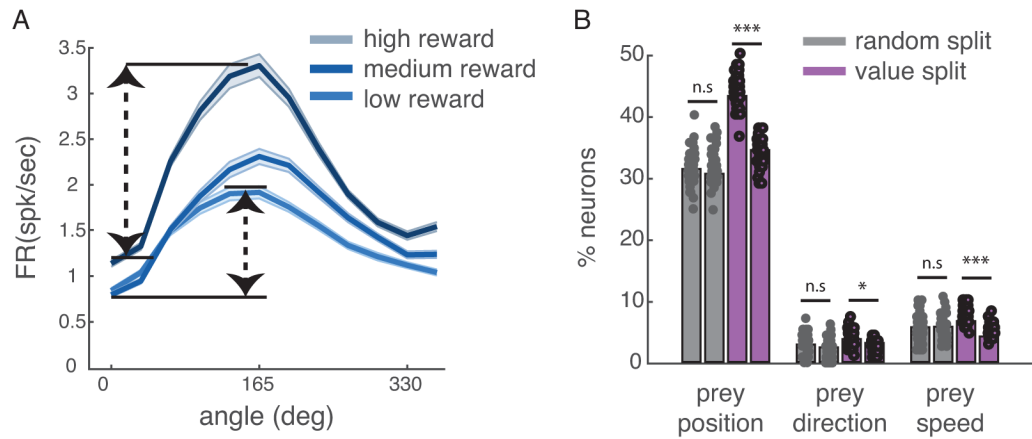 A
3.5
3
2.5
2
1.5
1
0.5
0
FR(spk/sec)
0
165
330
angle (deg)
high reward
medium reward
low reward
B
50
40
30
20
10
0
% neurons
n.s
***
n.s
*
n.s
***
random split
value split
prey
position
prey
direction
prey
speed